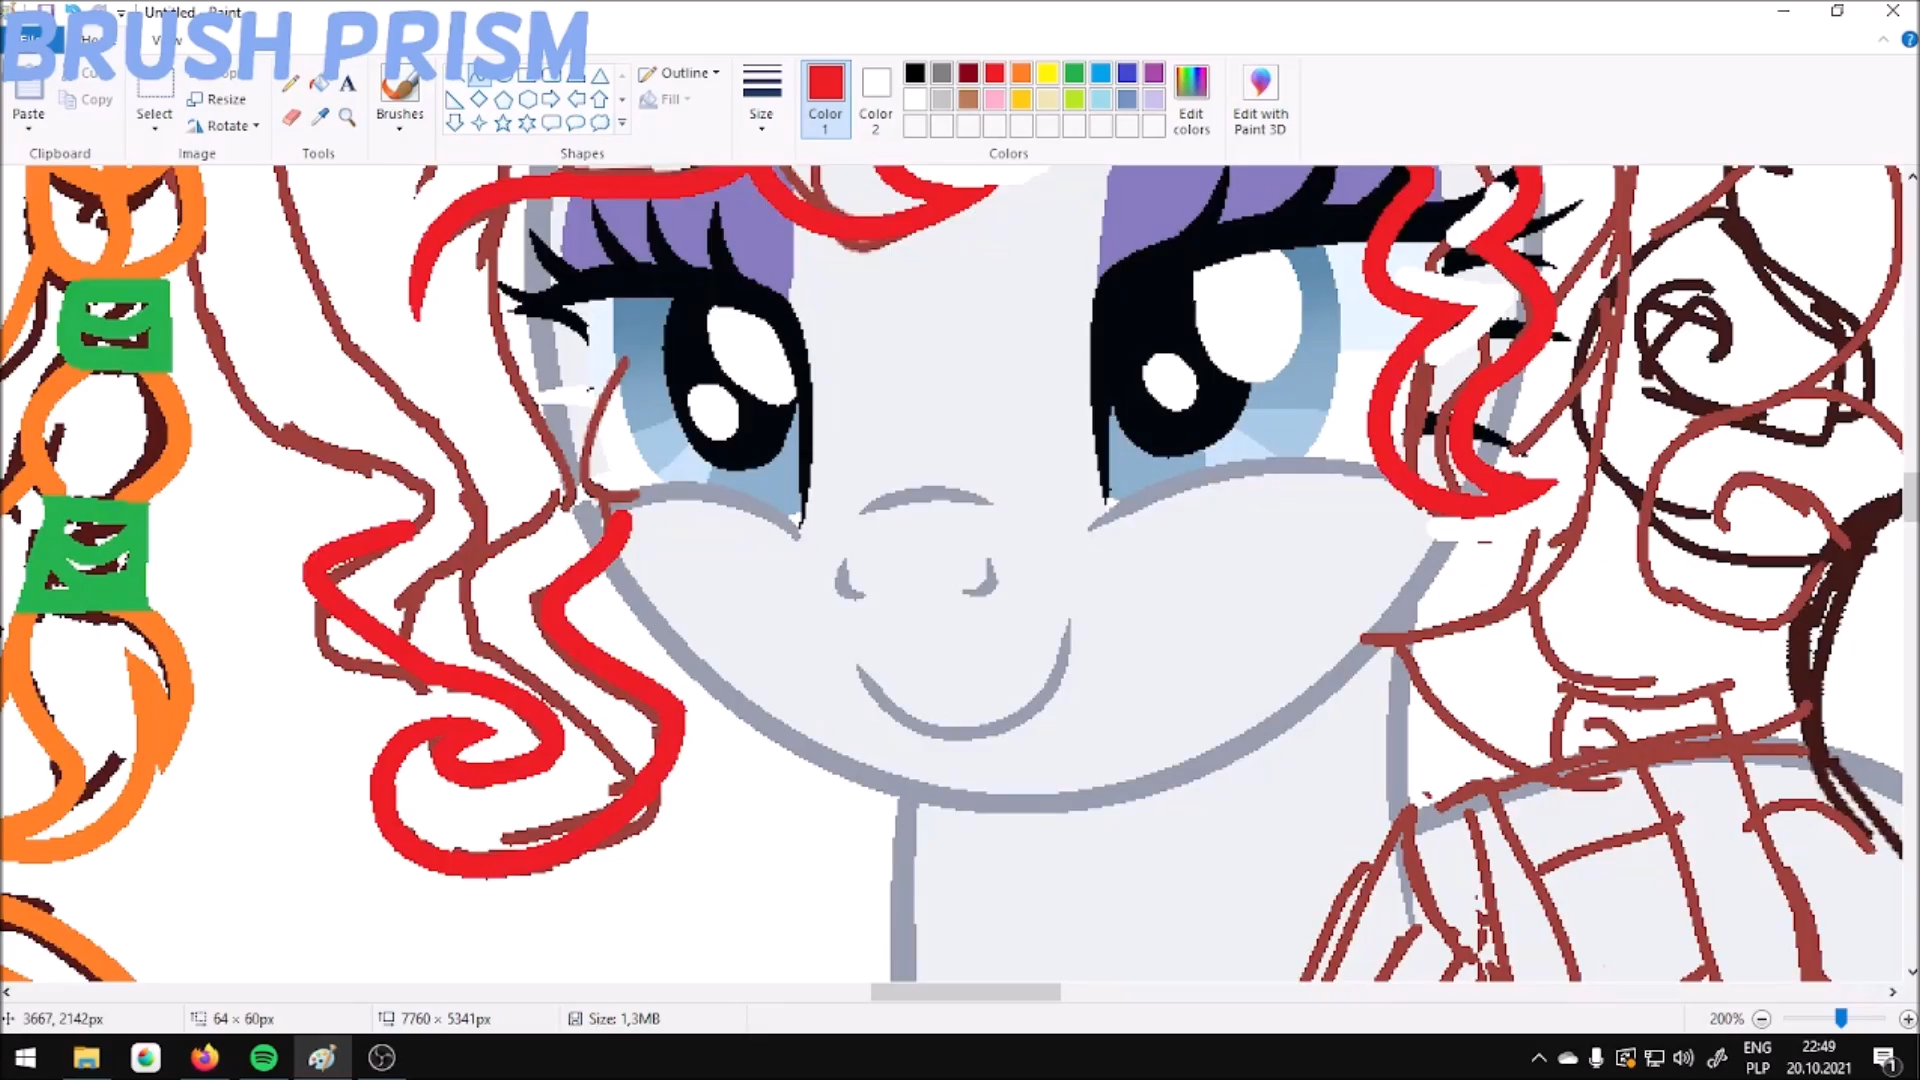 Untitled - Paint
BRUSH PRISM
Paste
Copy
Clipboard
Select
Resize
Rotate
Image
Tools
Brushes
Outline
Fill
Shapes
Size
Color 1
Color 2
Edit colors
Colors
Edit with Paint 3D
3667, 2142px
64 × 60px
7760 × 5341px
Size: 1,3MB
200%
ENG
PLP
22:49
20.10.2021
1